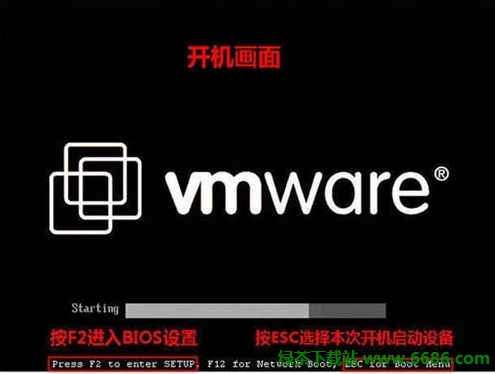 开机画面
vmware®
Starting
按F2进入BIOS设置 按ESC选择本次开机启动设备
Press F2 to enter SETUP, F12 for Network Boot, ESC for Boot Menu
绿茶下载站 www.6686.com